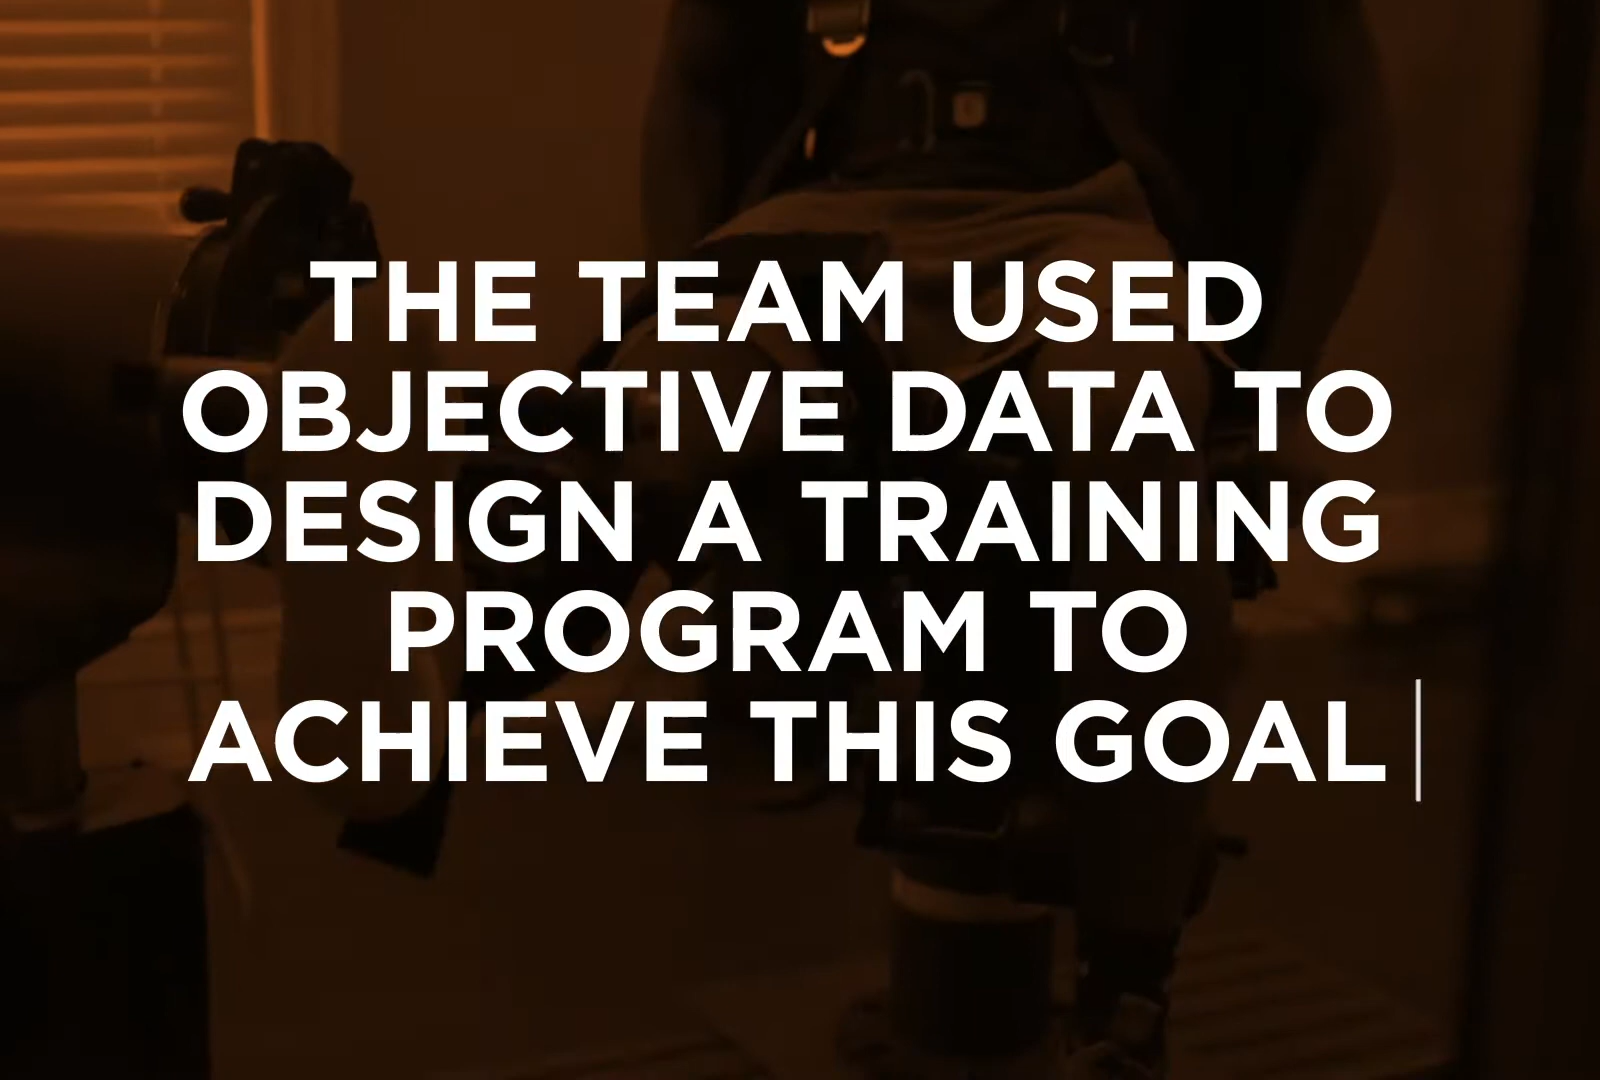 THE TEAM USED
OBJECTIVE DATA TO
DESIGN A TRAINING
PROGRAM TO
ACHIEVE THIS GOAL